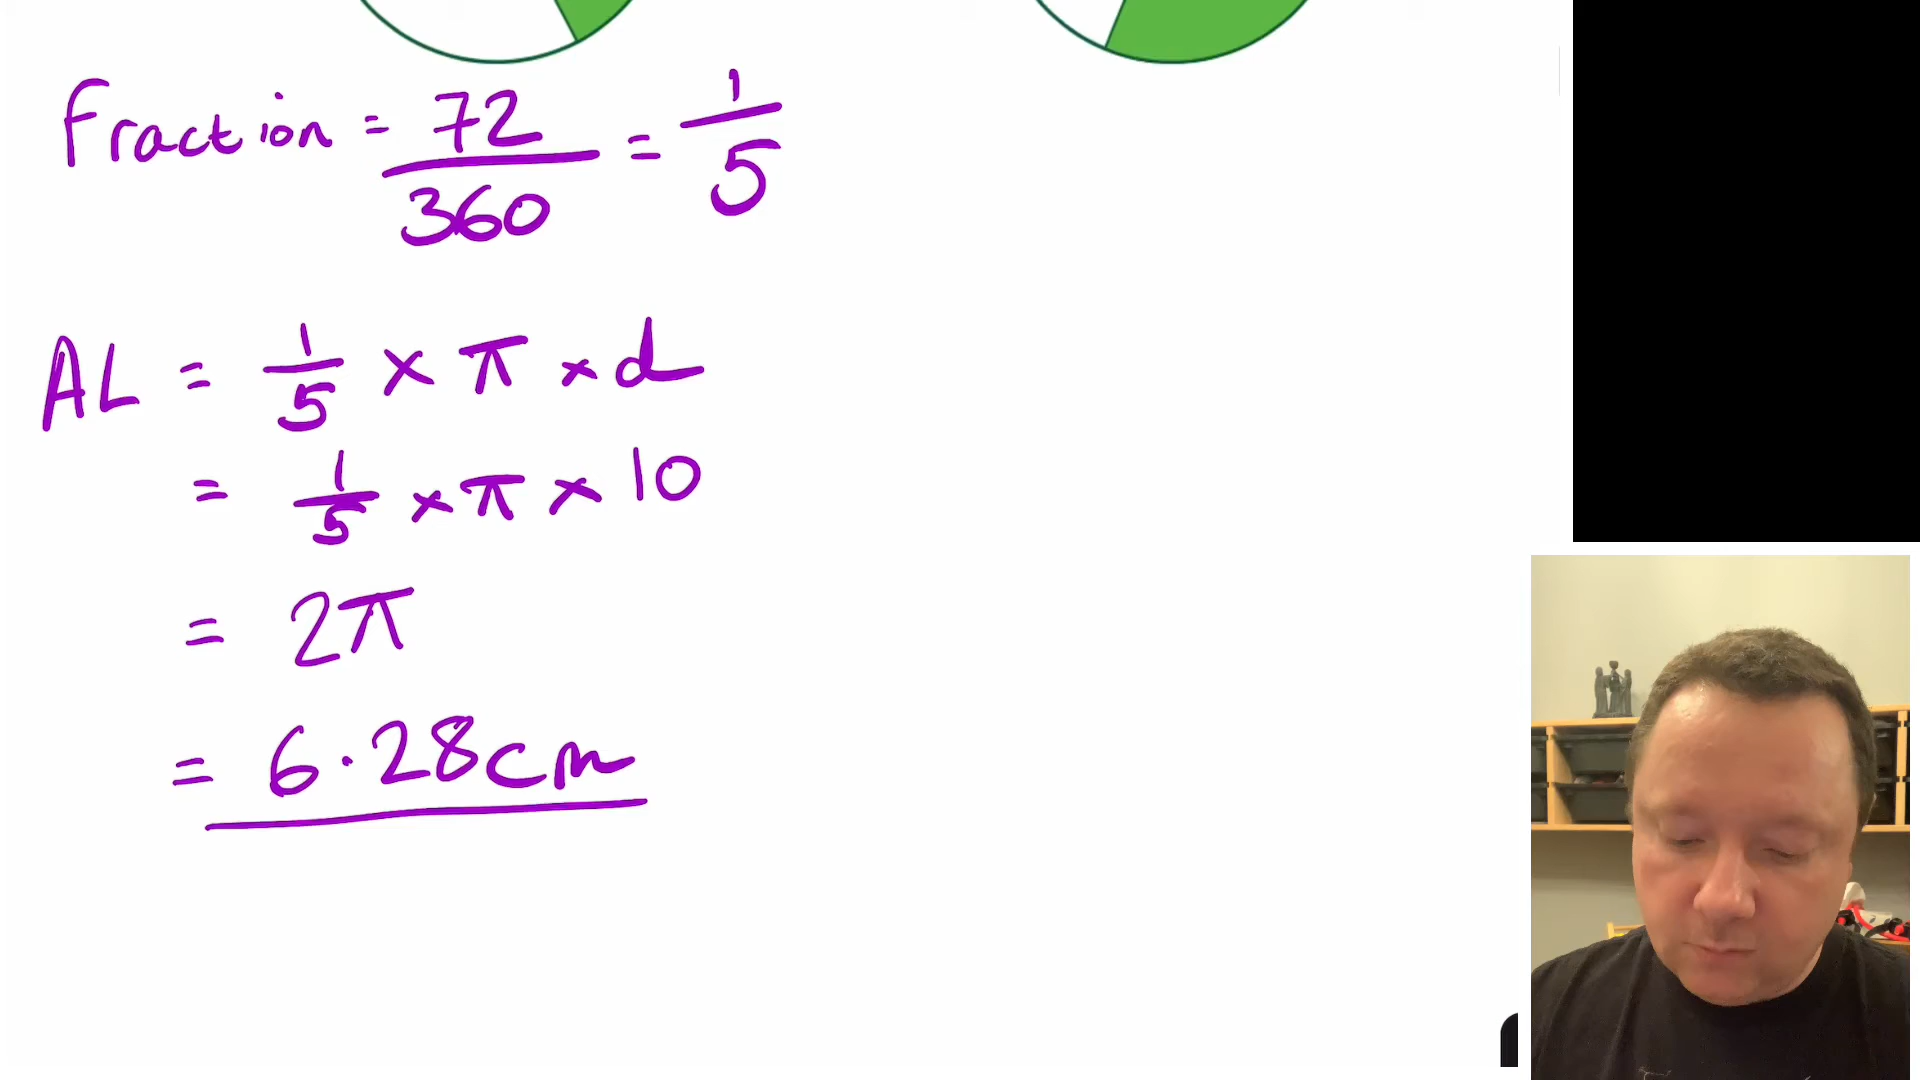 Fraction = 72/360 = 1/5
AL = 1/5 × π × d
= 1/5 × π × 10
= 2π
= 6.28cm